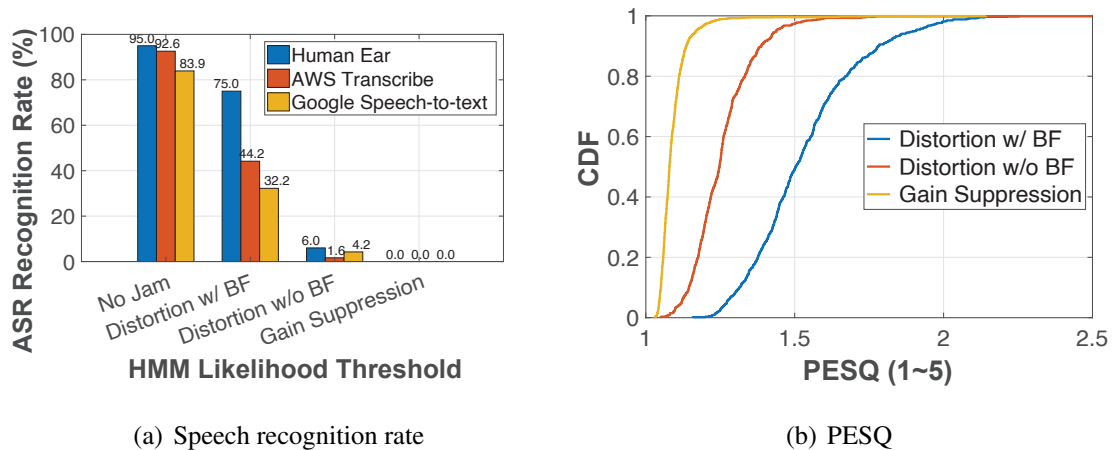 ASR Recognition Rate (%)
100
80
60
40
20
0
95.0
92.6
83.9
75.0
44.2
32.2
6.0
1.6
4.2
0.0
0.0
0.0
Human Ear
AWS Transcribe
Google Speech-to-text
No Jam
Distortion w/ BF
Distortion w/o BF
Gain Suppression
HMM Likelihood Threshold
(a) Speech recognition rate
CDF
1
0.8
0.6
0.4
0.2
0
Distortion w/ BF
Distortion w/o BF
Gain Suppression
1
1.5
2
2.5
PESQ (1~5)
(b) PESQ